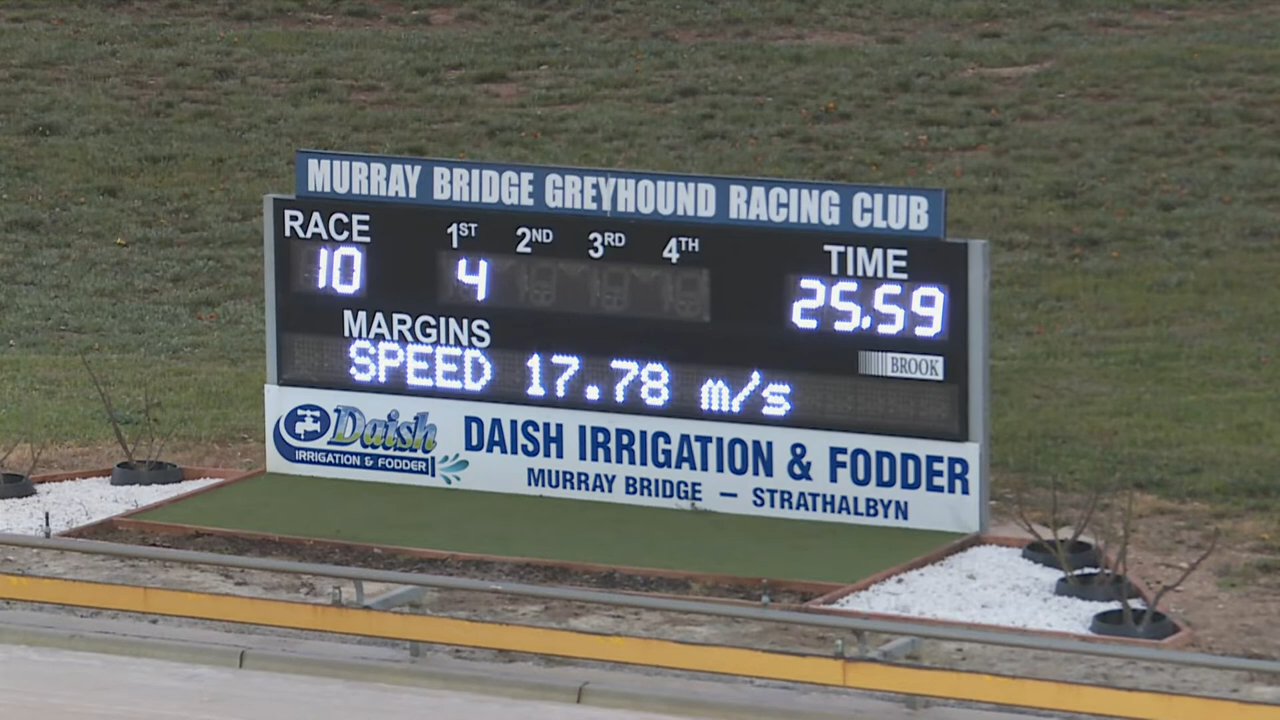 MURRAY BRIDGE GREYHOUND RACING CLUB
RACE 1ST 2ND 3RD 4TH TIME
10 4 25.59
MARGINS
BROOK
SPEED 17.78 m/s
Daish
IRRIGATION & FODDER
DAISH IRRIGATION & FODDER
MURRAY BRIDGE – STRATHALBYN